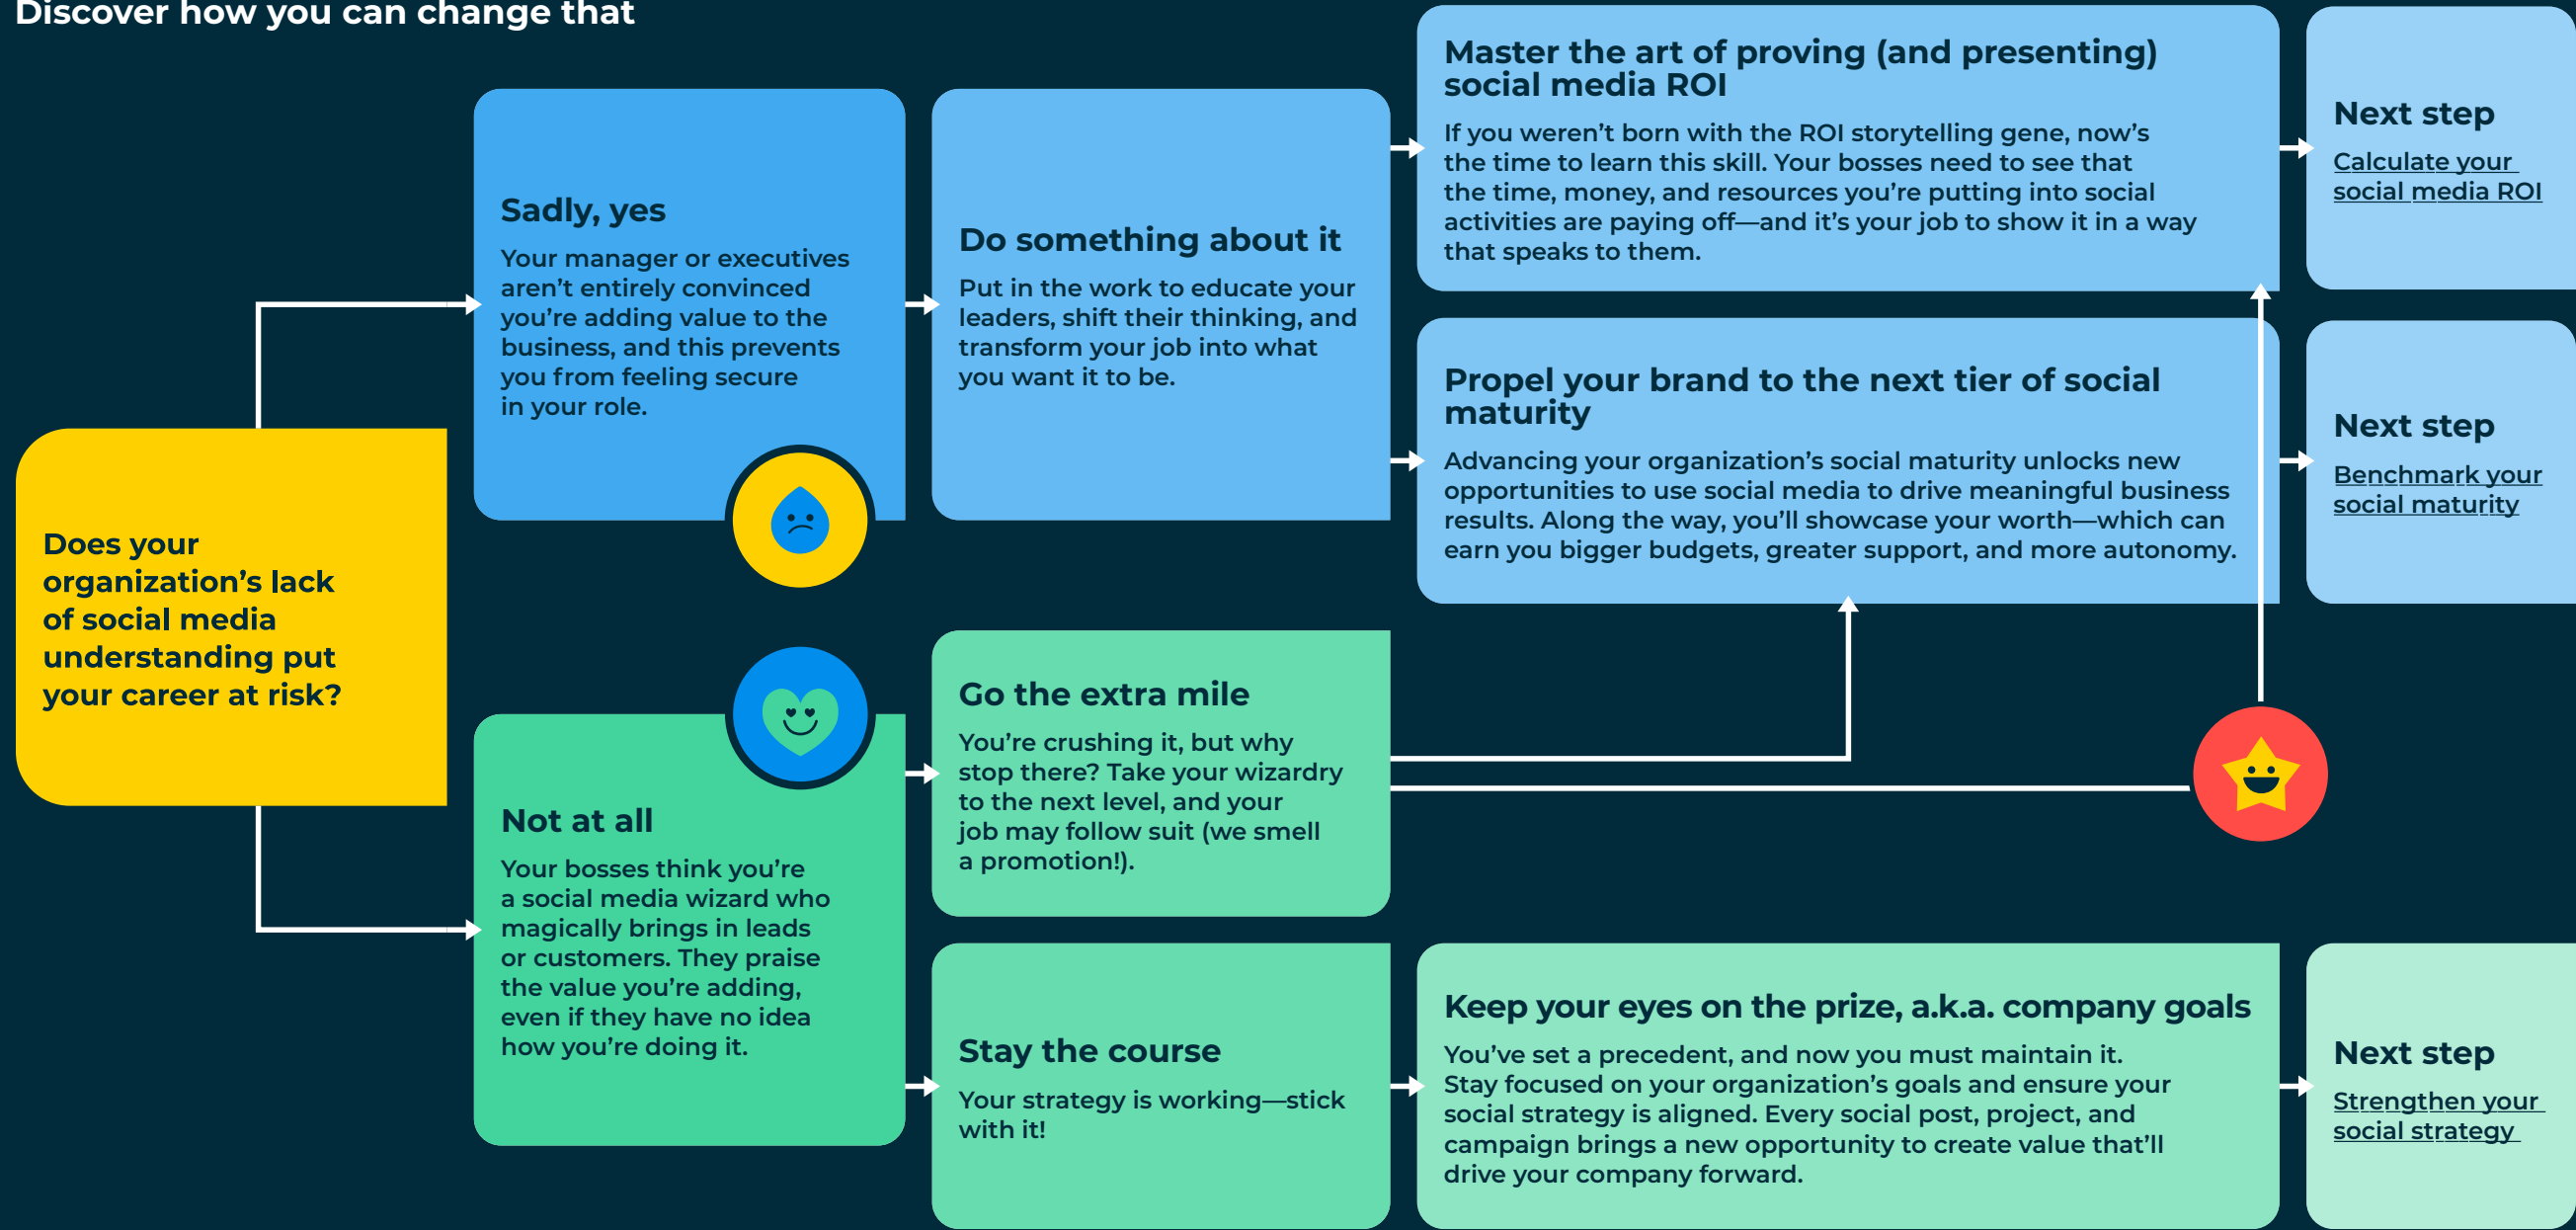 Discover how you can change that
Does your
organization’s lack
of social media
understanding put
your career at risk?
Sadly, yes
Your manager or executives
aren’t entirely convinced
you’re adding value to the
business, and this prevents
you from feeling secure
in your role.
Do something about it
Put in the work to educate your
leaders, shift their thinking, and
transform your job into what
you want it to be.
Master the art of proving (and presenting)
social media ROI
If you weren’t born with the ROI storytelling gene, now’s
the time to learn this skill. Your bosses need to see that
the time, money, and resources you’re putting into social
activities are paying off—and it’s your job to show it in a way
that speaks to them.
Next step
Calculate your
social media ROI
Propel your brand to the next tier of social
maturity
Advancing your organization’s social maturity unlocks new
opportunities to use social media to drive meaningful business
results. Along the way, you’ll showcase your worth—which can
earn you bigger budgets, greater support, and more autonomy.
Next step
Benchmark your
social maturity
Not at all
Your bosses think you’re
a social media wizard who
magically brings in leads
or customers. They praise
the value you’re adding,
even if they have no idea
how you’re doing it.
Go the extra mile
You’re crushing it, but why
stop there? Take your wizardry
to the next level, and your
job may follow suit (we smell
a promotion!).
Stay the course
Your strategy is working—stick
with it!
Keep your eyes on the prize, a.k.a. company goals
You’ve set a precedent, and now you must maintain it.
Stay focused on your organization’s goals and ensure your
social strategy is aligned. Every social post, project, and
campaign brings a new opportunity to create value that’ll
drive your company forward.
Next step
Strengthen your
social strategy